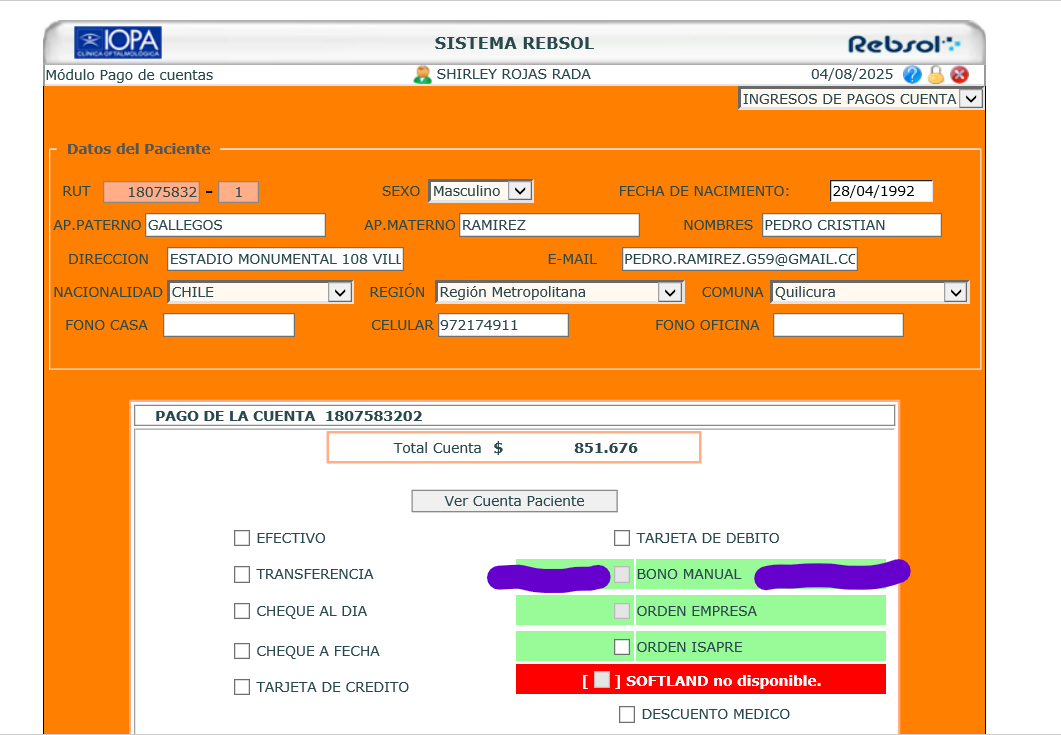 IOPA
CLINICA OFTALMOLOGICA
SISTEMA REBSOL
Rebsol
Módulo Pago de cuentas SHIRLEY ROJAS RADA 04/08/2025
INGRESOS DE PAGOS CUENTA
Datos del Paciente
RUT 18075832 - 1 SEXO Masculino FECHA DE NACIMIENTO: 28/04/1992
AP.PATERNO GALLEGOS AP.MATERNO RAMIREZ NOMBRES PEDRO CRISTIAN
DIRECCION ESTADIO MONUMENTAL 108 VILL E-MAIL PEDRO.RAMIREZ.G59@GMAIL.CC
NACIONALIDAD CHILE REGIÓN Región Metropolitana COMUNA Quilicura
FONO CASA CELULAR 972174911 FONO OFICINA
PAGO DE LA CUENTA 1807583202
Total Cuenta $ 851.676
Ver Cuenta Paciente
EFECTIVO TARJETA DE DEBITO
TRANSFERENCIA BONO MANUAL
CHEQUE AL DIA ORDEN EMPRESA
CHEQUE A FECHA ORDEN ISAPRE
TARJETA DE CREDITO [ ] SOFTLAND no disponible.
DESCUENTO MEDICO